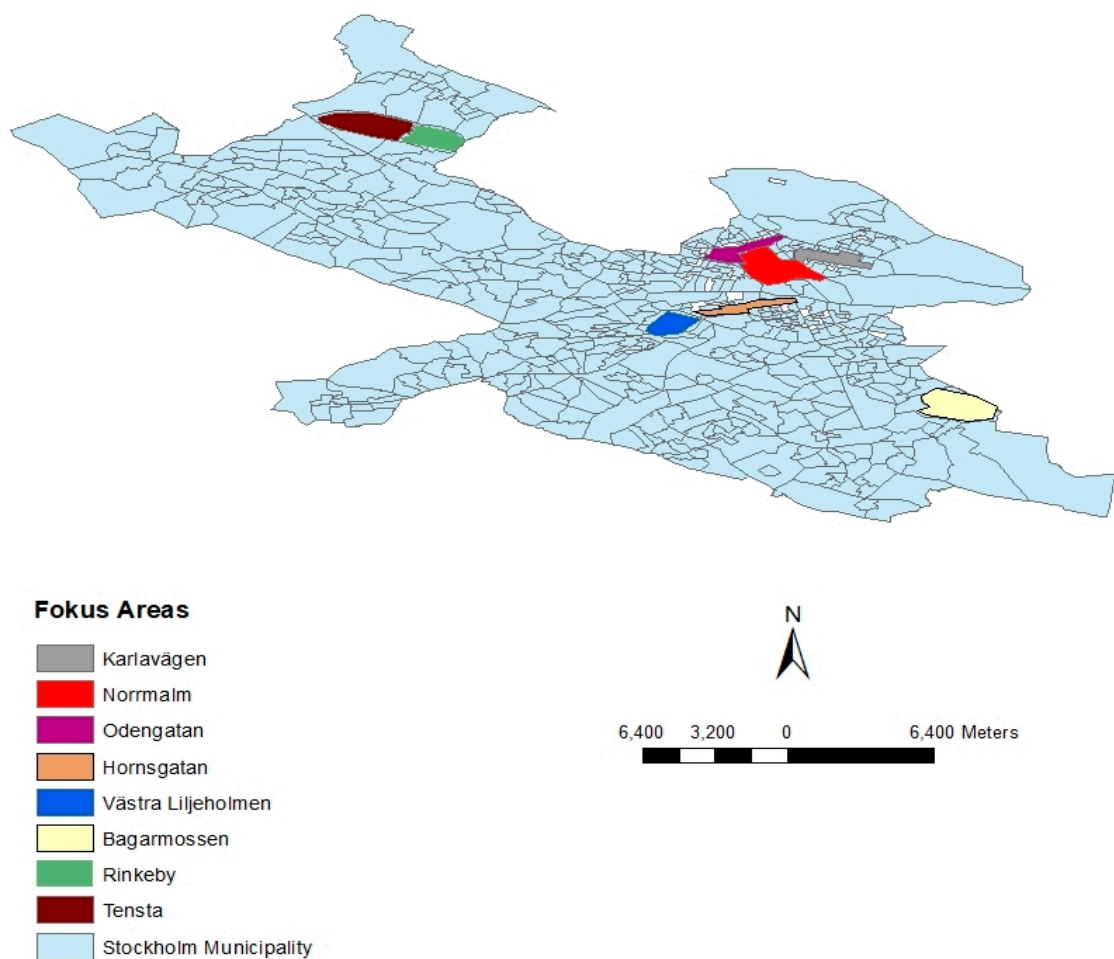 Fokus Areas
Karlavägen
Norrmalm
Odengatan
Hornsgatan
Västra Liljeholmen
Bagarmossen
Rinkeby
Tensta
Stockholm Municipality
N
6,400 3,200 0 6,400 Meters